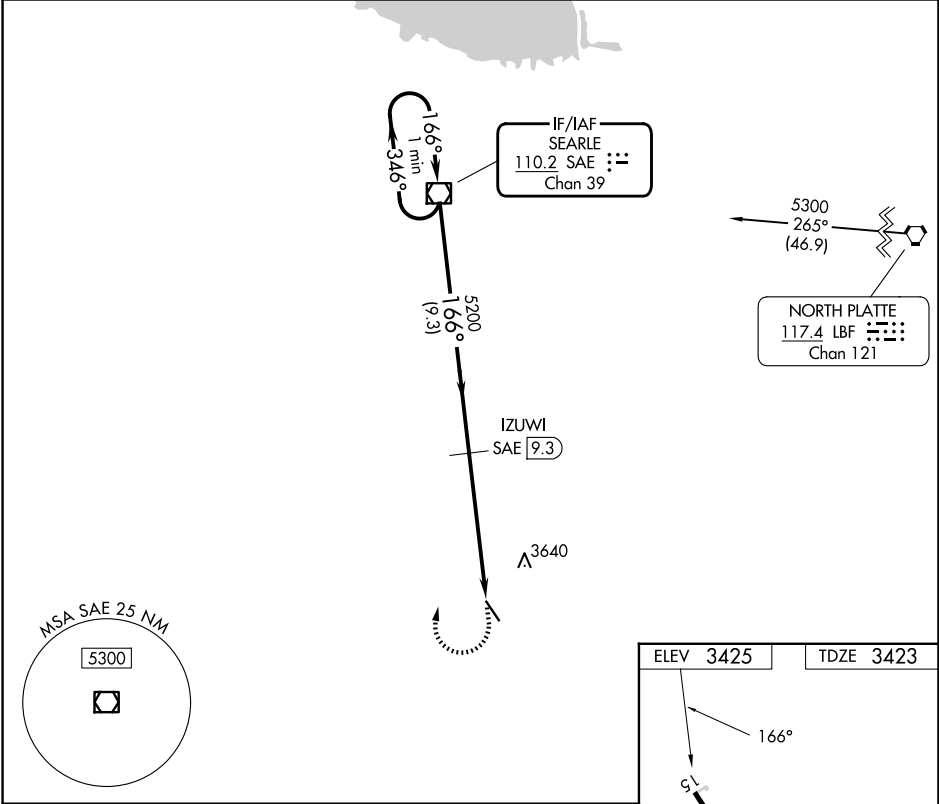 166°
1 min
346°
IF/IAF
SEARLE
110.2 SAE
Chan 39
5300
265°
(46.9)
NORTH PLATTE
117.4 LBF
Chan 121
5200
166°
(9.3)
IZUWI
SAE 9.3
3640
MSA SAE 25 NM
5300
ELEV 3425
TDZE 3423
166°
15